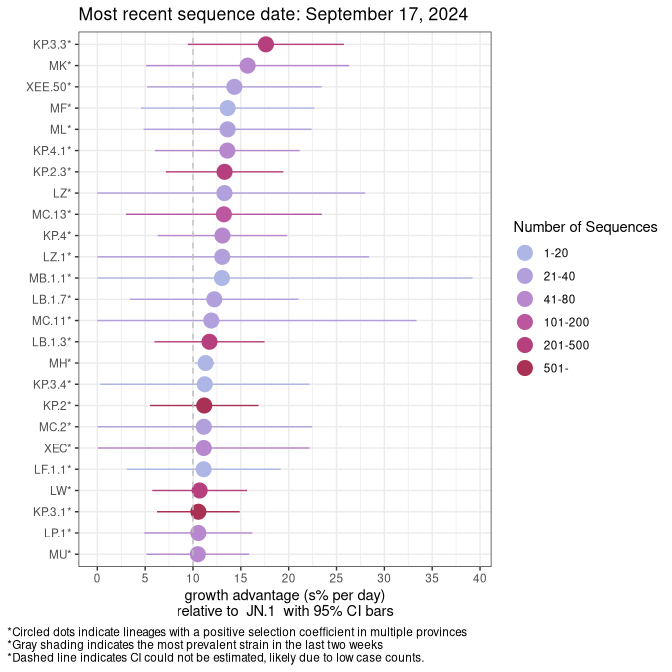 Most recent sequence date: September 17, 2024
KP.3.3*
MK*
XEE.50*
MF*
ML*
KP.4.1*
KP.2.3*
LZ*
MC.13*
KP.4*
LZ.1*
MB.1.1*
LB.1.7*
MC.11*
LB.1.3*
MH*
KP.3.4*
KP.2*
MC.2*
XEC*
LF.1.1*
LW*
KP.3.1*
LP.1*
MU*
0 5 10 15 20 25 30 35 40
growth advantage (s% per day)
relative to JN.1 with 95% CI bars
Number of Sequences
1-20
21-40
41-80
101-200
201-500
501-
*Circled dots indicate lineages with a positive selection coefficient in multiple provinces
*Gray shading indicates the most prevalent strain in the last two weeks
*Dashed line indicates CI could not be estimated, likely due to low case counts.